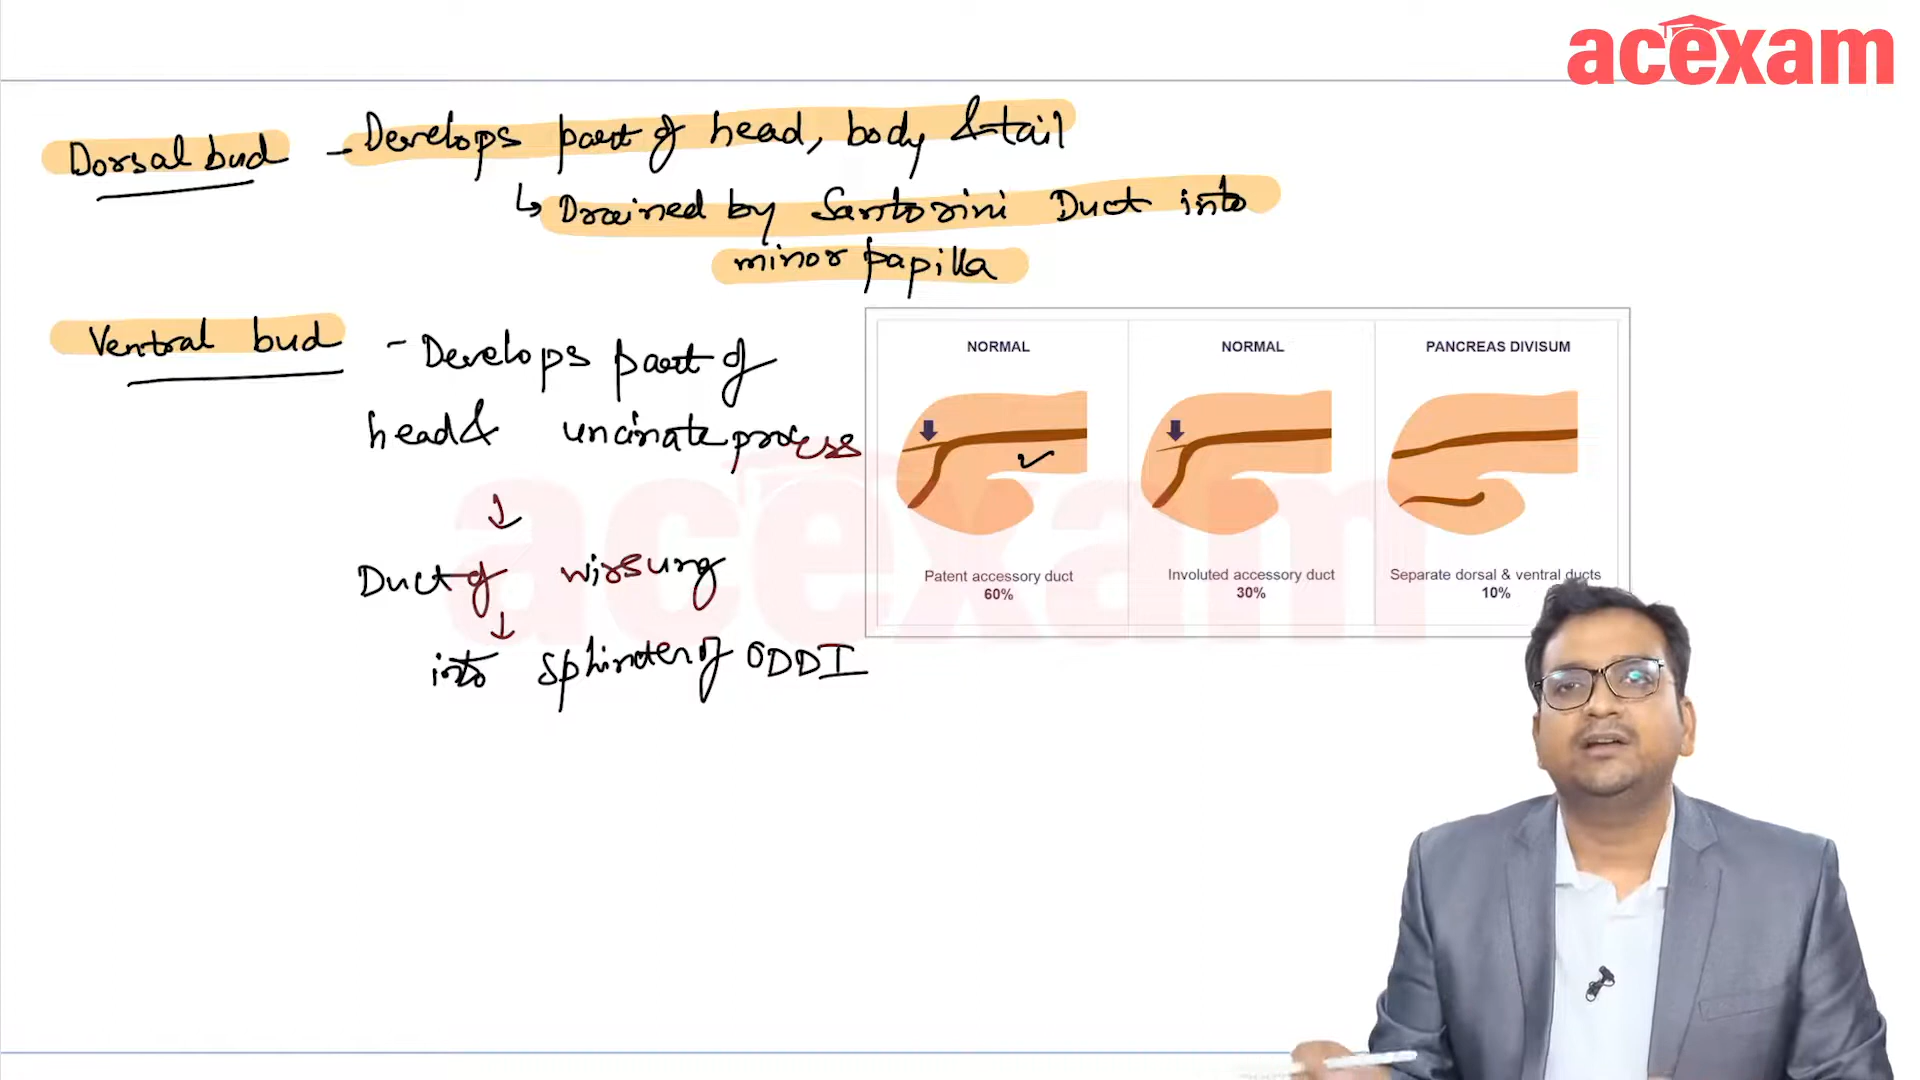 acexam
Dorsal bud - Develops part of head, body & tail
↳ Drained by Santorini Duct into
minor papilla
Ventral bud - Develops part of
head & uncinate process
↓
Duct of wirsung
↓
into sphincter of ODDI
NORMAL
Patent accessory duct
60%
NORMAL
Involuted accessory duct
30%
PANCREAS DIVISUM
Separate dorsal & ventral ducts
10%
acexam